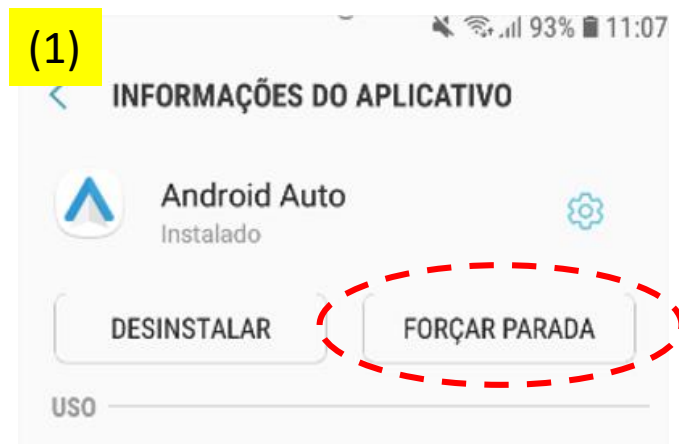 (1)
93% 11:07
INFORMAÇÕES DO APLICATIVO
Android Auto
Instalado
DESINSTALAR
FORÇAR PARADA
USO